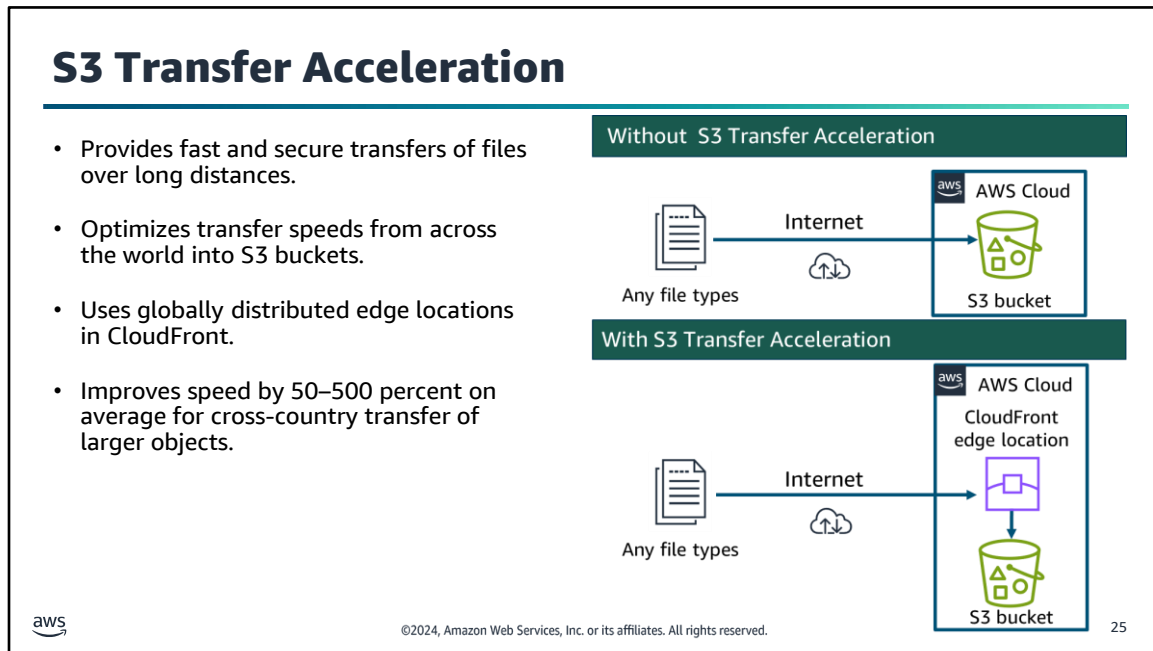 S3 Transfer Acceleration
• Provides fast and secure transfers of files
over long distances.
• Optimizes transfer speeds from across
the world into S3 buckets.
• Uses globally distributed edge locations
in CloudFront.
• Improves speed by 50–500 percent on
average for cross-country transfer of
larger objects.
Without S3 Transfer Acceleration
aws
AWS Cloud
Internet
Any file types
S3 bucket
With S3 Transfer Acceleration
aws
AWS Cloud
CloudFront
edge location
Internet
Any file types
S3 bucket
aws
©2024, Amazon Web Services, Inc. or its affiliates. All rights reserved.
25